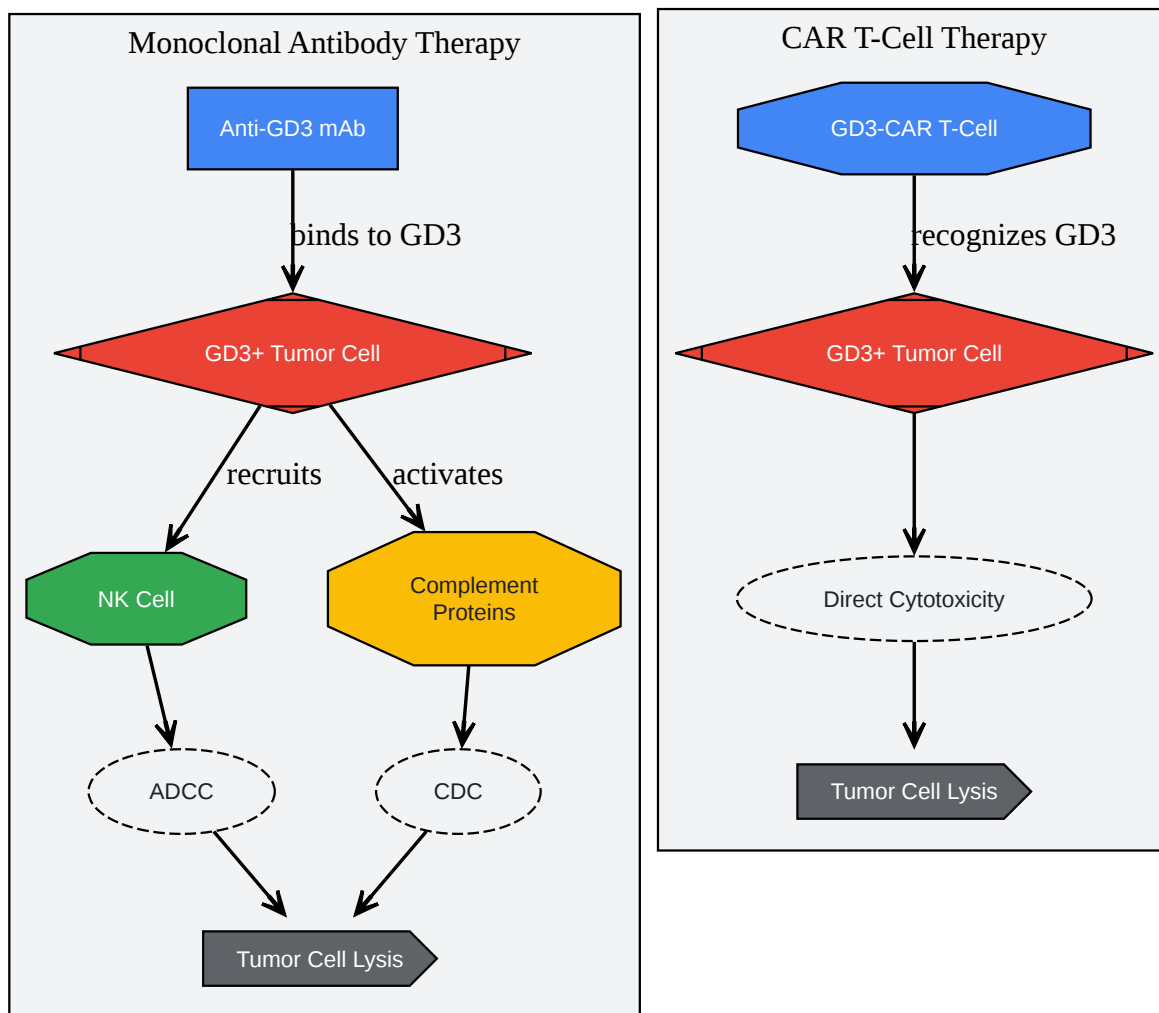 Monoclonal Antibody Therapy
Anti-GD3 mAb
binds to GD3
GD3+ Tumor Cell
recruits
activates
NK Cell
Complement
Proteins
ADCC
CDC
Tumor Cell Lysis
CAR T-Cell Therapy
GD3-CAR T-Cell
recognizes GD3
GD3+ Tumor Cell
Direct Cytotoxicity
Tumor Cell Lysis